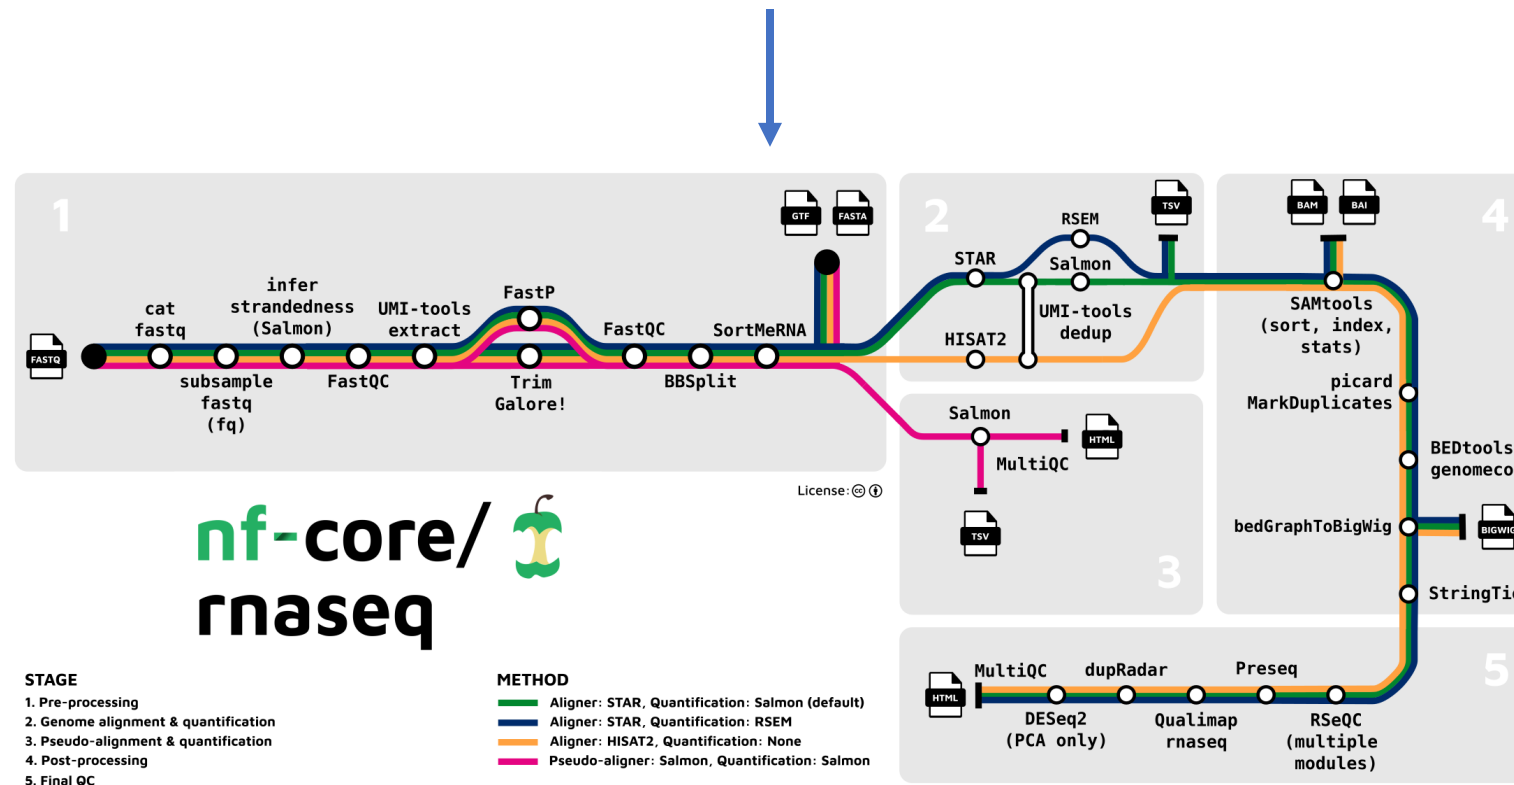 1
GTF
FASTA
FASTQ
cat
fastq
subsample
fastq
(fq)
infer
strandedness
(Salmon)
FastQC
UMI-tools
extract
FastP
Trim
Galore!
FastQC
BBSplit
SortMeRNA
2
STAR
HISAT2
RSEM
Salmon
UMI-tools
dedup
TSV
3
Salmon
MultiQC
HTML
TSV
4
BAM
BAI
SAMtools
(sort, index,
stats)
picard
MarkDuplicates
BEDtools
genomeco
bedGraphToBigWig
BIGWIG
StringTie
5
RSeQC
(multiple
modules)
Preseq
Qualimap
rnaseq
dupRadar
DESeq2
(PCA only)
MultiQC
HTML
License:
nf-core/
rnaseq
STAGE
1. Pre-processing
2. Genome alignment & quantification
3. Pseudo-alignment & quantification
4. Post-processing
5. Final QC
METHOD
Aligner: STAR, Quantification: Salmon (default)
Aligner: STAR, Quantification: RSEM
Aligner: HISAT2, Quantification: None
Pseudo-aligner: Salmon, Quantification: Salmon